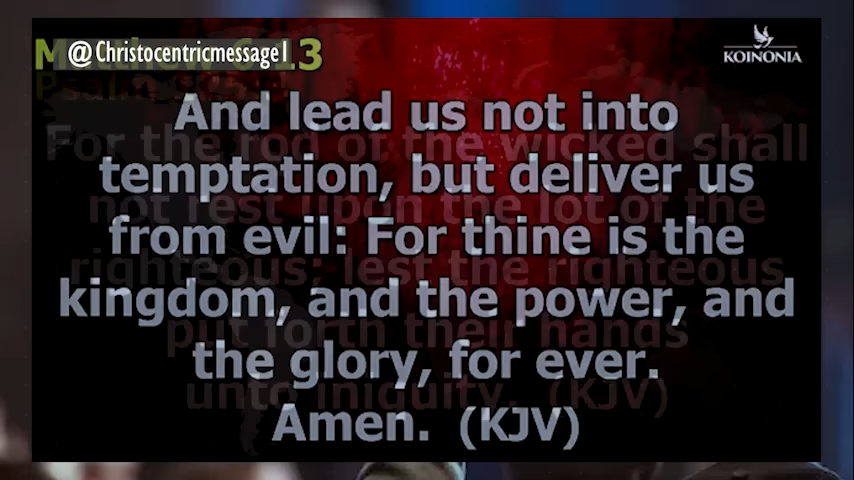 @Christocentricmessage1
KOINONIA
And lead us not into
temptation, but deliver us
from evil: For thine is the
kingdom, and the power, and
the glory, for ever.
Amen. (KJV)
For the rod of the wicked shall
not rest upon the lot of the
righteous; lest the righteous
put forth their hands
unto iniquity. (KJV)